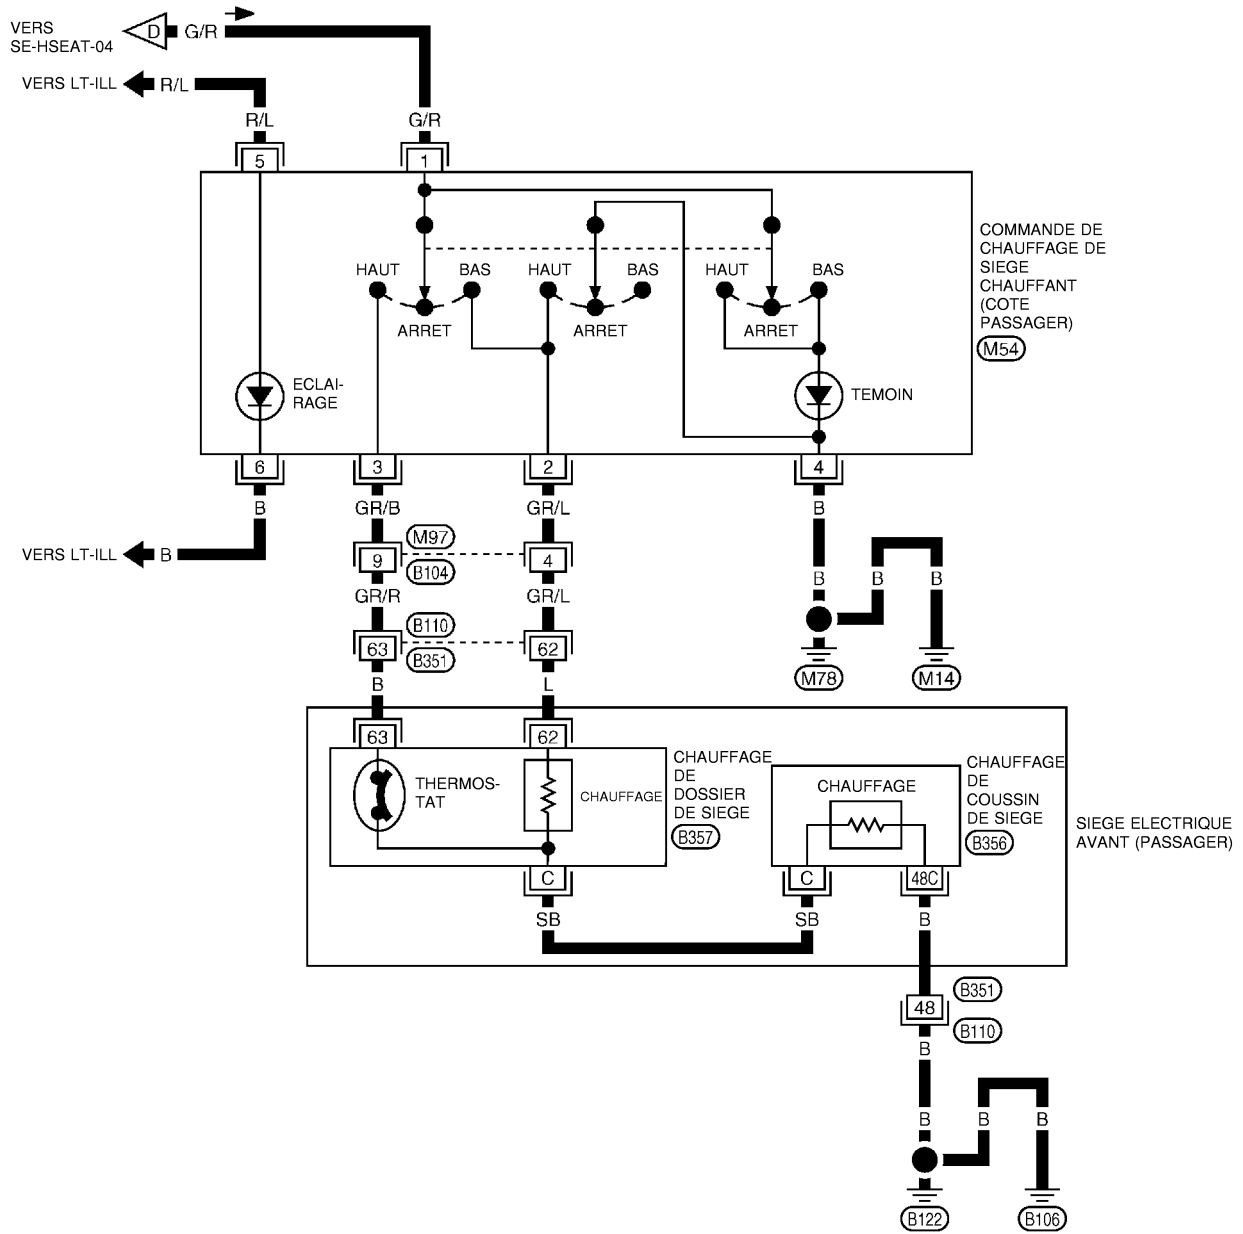 VERS
SE-HSEAT-04
D
G/R
VERS LT-ILL
R/L
R/L
G/R
5
1
COMMANDE DE
CHAUFFAGE DE
SIEGE
CHAUFFANT
(COTE
PASSAGER)
M54
HAUT
BAS
HAUT
BAS
HAUT
BAS
ARRET
ARRET
ARRET
ECLAI-
RAGE
TEMOIN
6
3
2
4
B
GR/B
GR/L
B
VERS LT-ILL
B
M97
9
4
B104
B
B
B
GR/R
GR/L
B110
63
62
B351
M78
M14
B
L
63
62
THERMOS-
TAT
CHAUFFAGE
CHAUFFAGE
DE
DOSSIER
DE SIEGE
B357
CHAUFFAGE
CHAUFFAGE
DE
COUSSIN
DE SIEGE
B356
SIEGE ELECTRIQUE
AVANT (PASSAGER)
C
C
48C
SB
SB
B
B351
48
B110
B
B
B
B
B122
B106